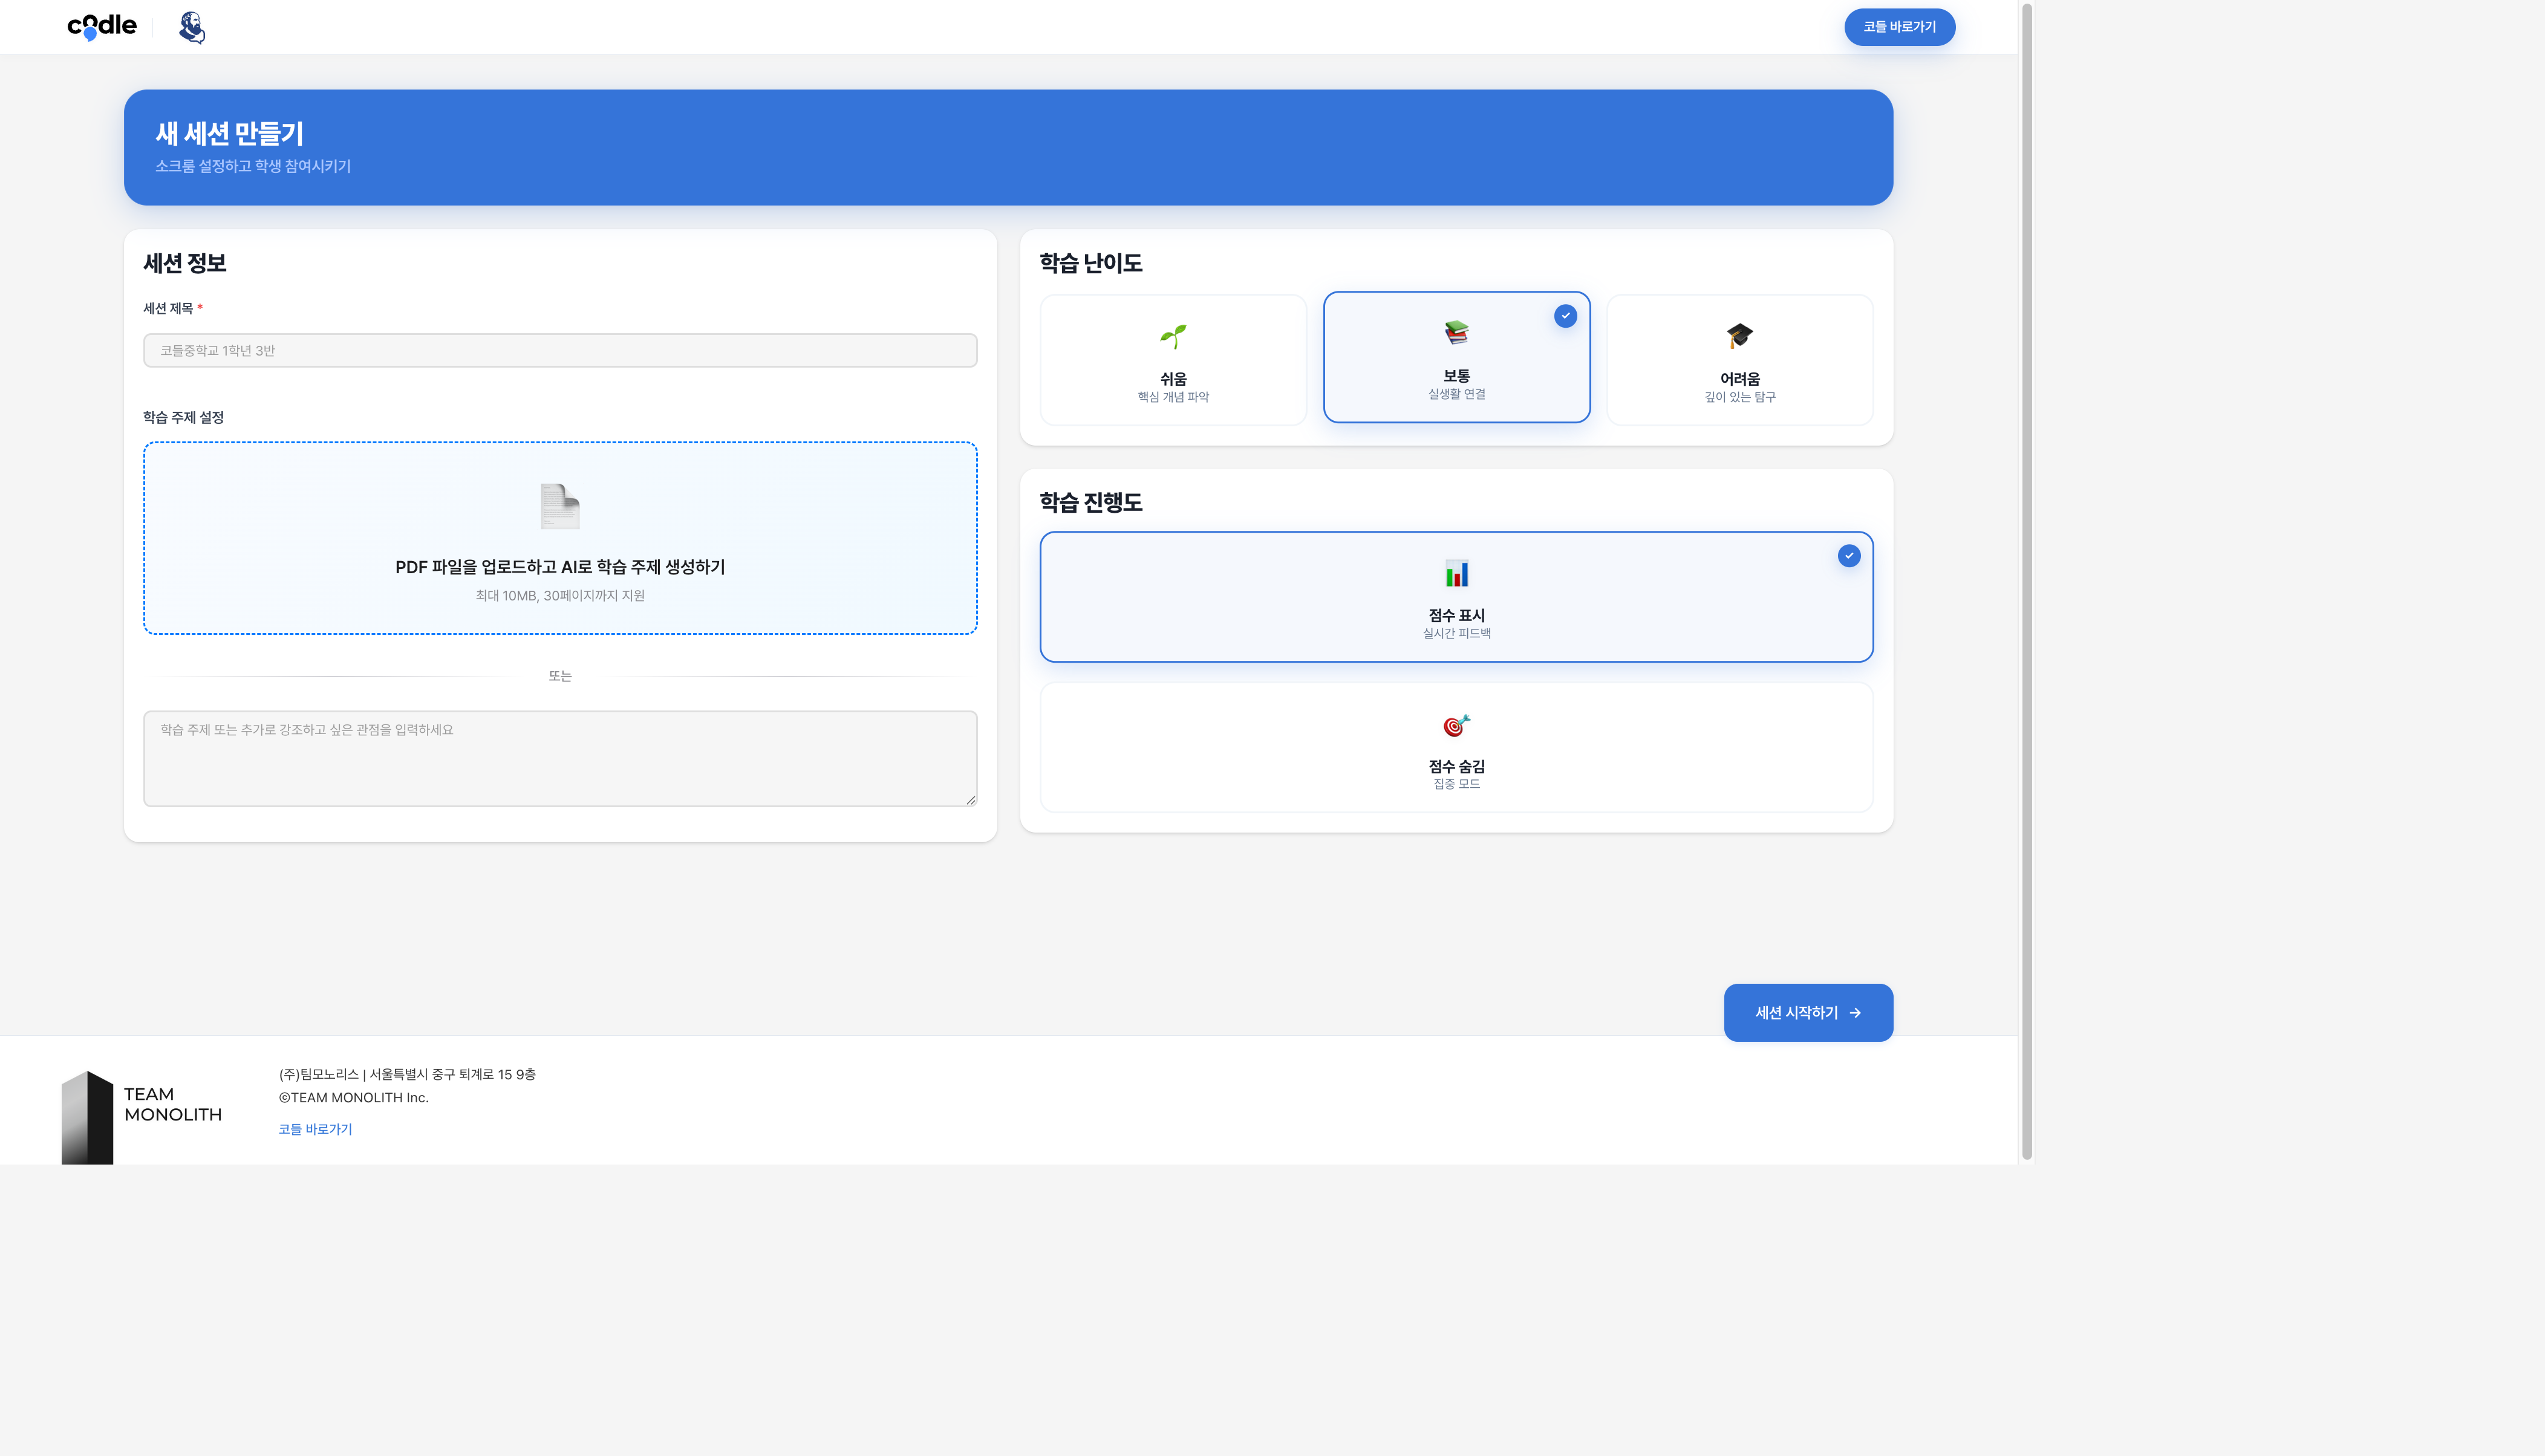 codle
코들 바로가기
새 세션 만들기
소크룸 설정하고 학생 참여시키기
세션 정보
세션 제목 *
코들중학교 1학년 3반
학습 주제 설정
PDF 파일을 업로드하고 AI로 학습 주제 생성하기
최대 10MB, 30페이지까지 지원
또는
학습 주제 또는 추가로 강조하고 싶은 관점을 입력하세요
학습 난이도
쉬움
핵심 개념 파악
보통
실생활 연결
어려움
깊이 있는 탐구
학습 진행도
점수 표시
실시간 피드백
점수 숨김
집중 모드
세션 시작하기 →
TEAM
MONOLITH
(주)팀모노리스 | 서울특별시 중구 퇴계로 15 9층
©TEAM MONOLITH Inc.
코들 바로가기